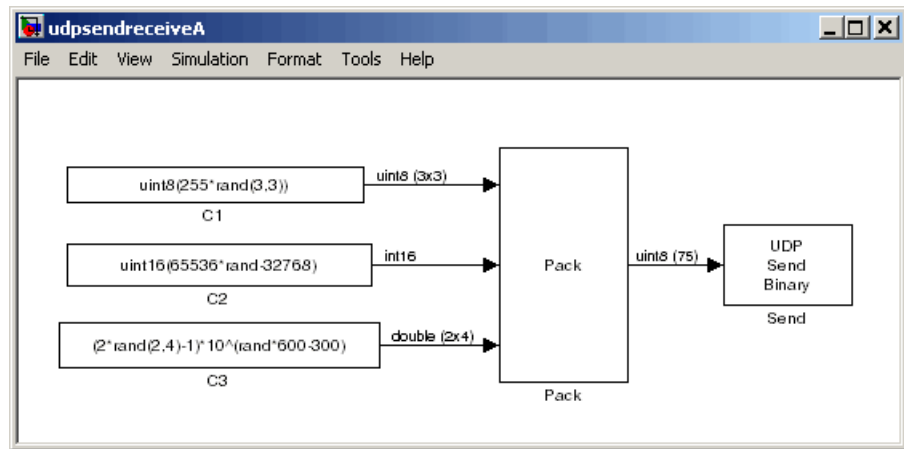 udpsendreceiveA
File Edit View Simulation Format Tools Help
uint8(255*rand(3,3))
uint8 (3x3)
C1
uint16(65536*rand-32768)
int16
C2
(2*rand(2,4)-1)*10^(rand*600-300)
double (2x4)
C3
Pack
Pack
uint8 (75)
UDP
Send
Binary
Send